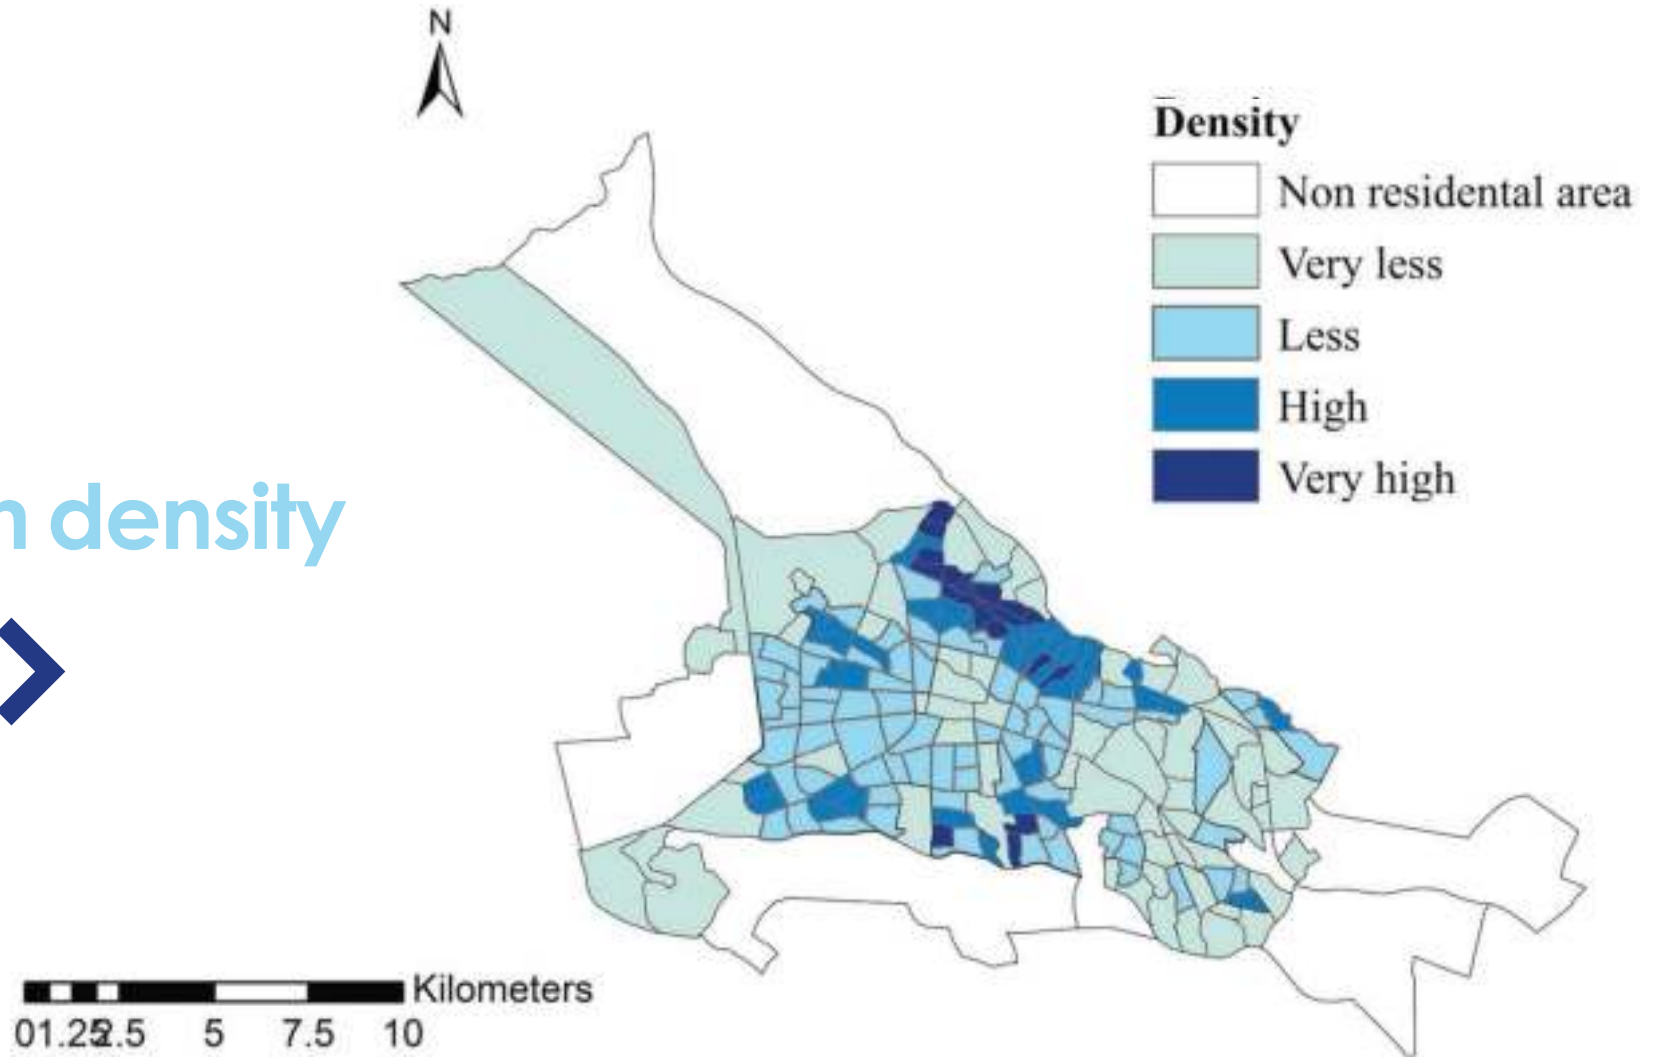 N
Density
Non residental area
Very less
Less
High
Very high
n density
Kilometers
01.252.5 5 7.5 10